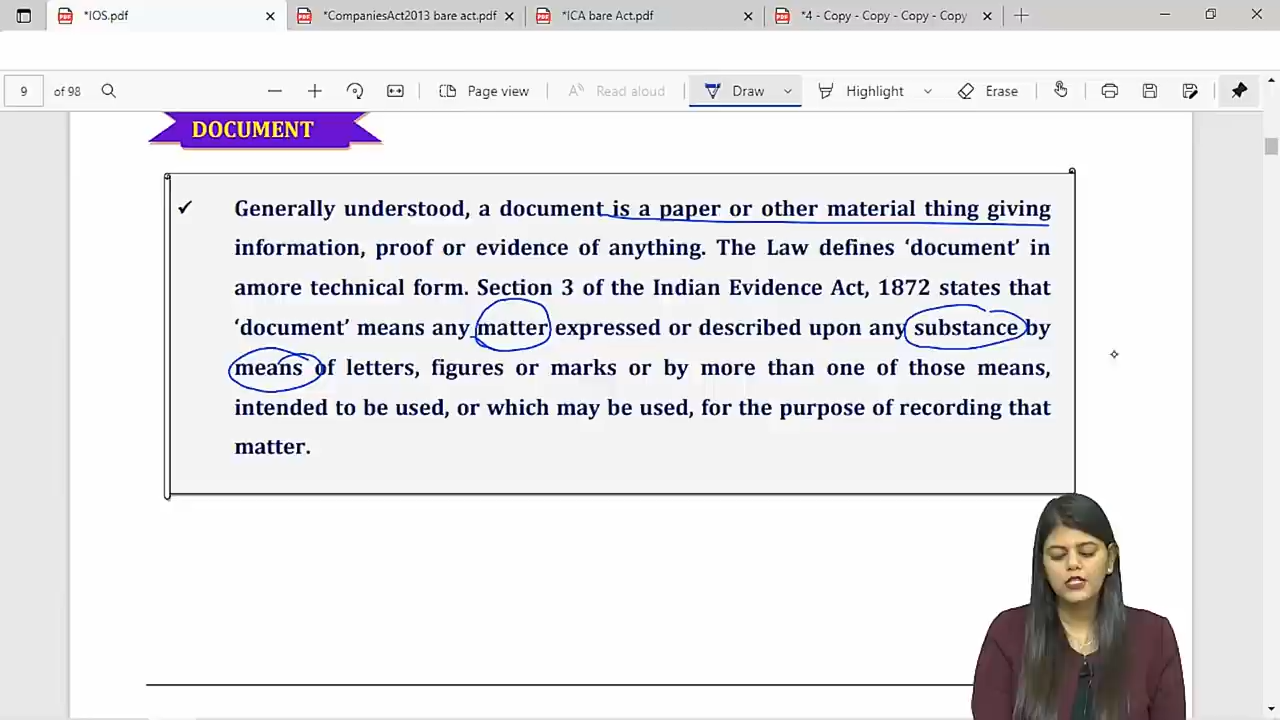 *IOS.pdf
*CompaniesAct2013 bare act.pdf
*ICA bare Act.pdf
*4 - Copy - Copy - Copy - Copy
9 of 98
Page view
Read aloud
Draw
Highlight
Erase
DOCUMENT
✓ Generally understood, a document is a paper or other material thing giving
information, proof or evidence of anything. The Law defines ‘document’ in
amore technical form. Section 3 of the Indian Evidence Act, 1872 states that
‘document’ means any matter expressed or described upon any substance by
means of letters, figures or marks or by more than one of those means,
intended to be used, or which may be used, for the purpose of recording that
matter.